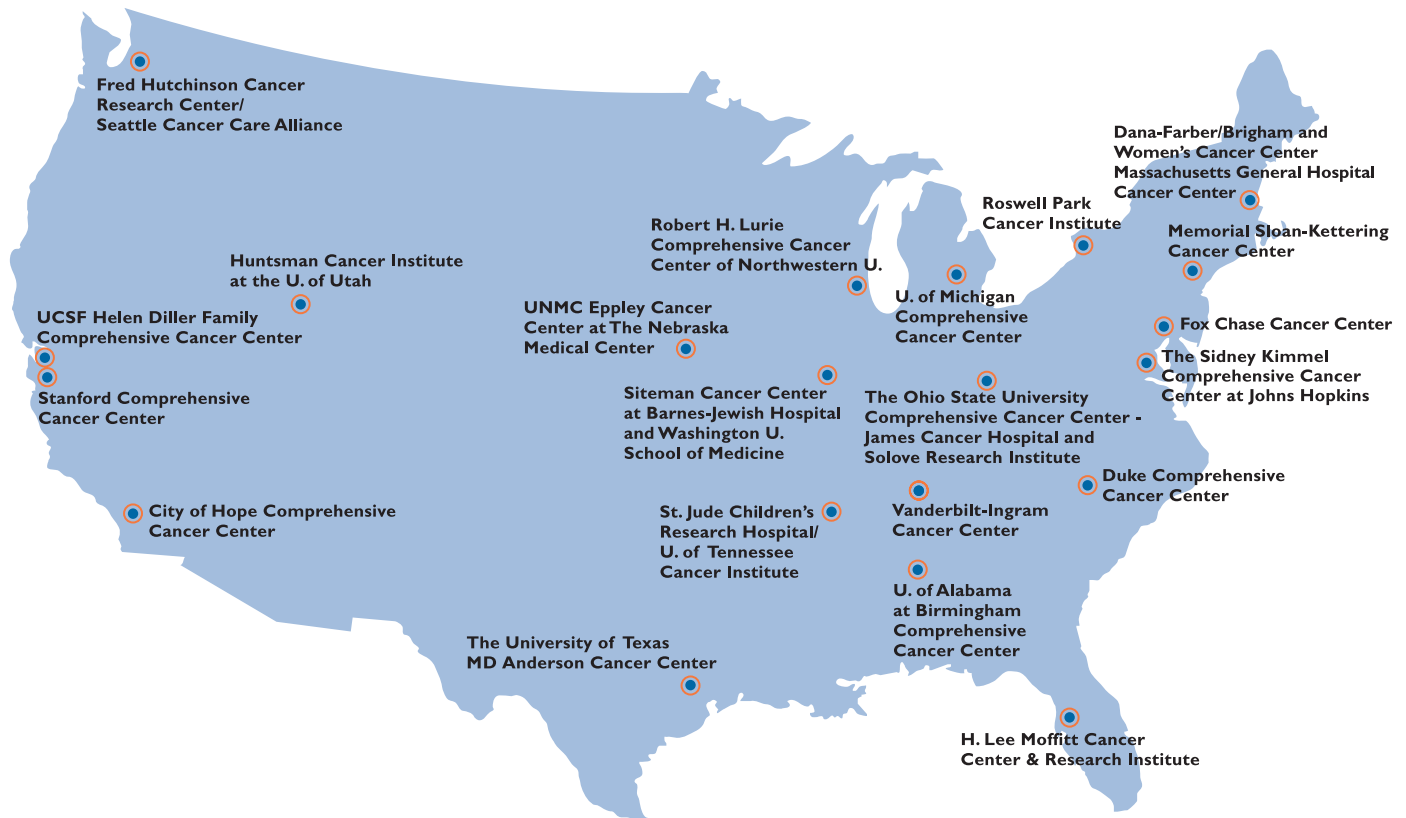 Fred Hutchinson Cancer
Research Center/
Seattle Cancer Care Alliance
Dana-Farber/Brigham and
Women's Cancer Center
Massachusetts General Hospital
Cancer Center
Roswell Park
Cancer Institute
Memorial Sloan-Kettering
Cancer Center
Robert H. Lurie
Comprehensive Cancer
Center of Northwestern U.
Huntsman Cancer Institute
at the U. of Utah
U. of Michigan
Comprehensive
Cancer Center
UNMC Eppley Cancer
Center at The Nebraska
Medical Center
UCSF Helen Diller Family
Comprehensive Cancer Center
Fox Chase Cancer Center
The Sidney Kimmel
Comprehensive Cancer
Center at Johns Hopkins
Stanford Comprehensive
Cancer Center
Siteman Cancer Center
at Barnes-Jewish Hospital
and Washington U.
School of Medicine
The Ohio State University
Comprehensive Cancer Center -
James Cancer Hospital and
Solove Research Institute
Duke Comprehensive
Cancer Center
City of Hope Comprehensive
Cancer Center
St. Jude Children's
Research Hospital/
U. of Tennessee
Cancer Institute
Vanderbilt-Ingram
Cancer Center
U. of Alabama
at Birmingham
Comprehensive
Cancer Center
The University of Texas
MD Anderson Cancer Center
H. Lee Moffitt Cancer
Center & Research Institute